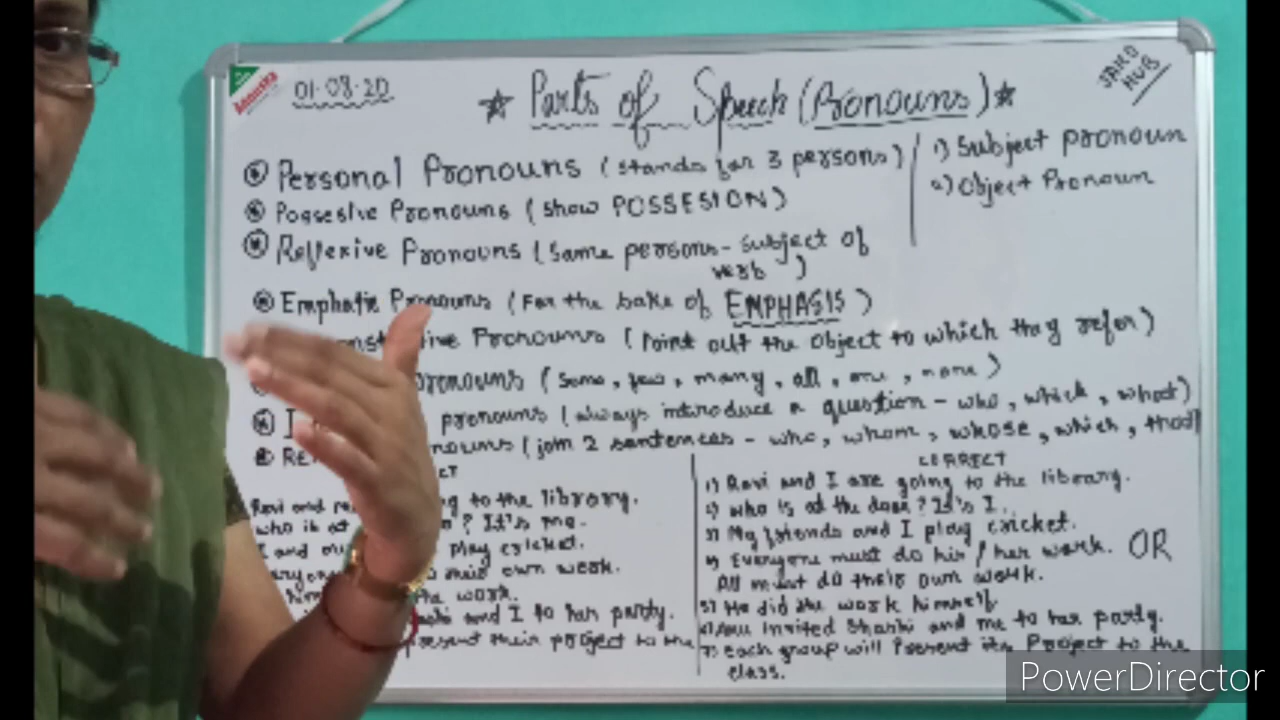 01-08-20
Parts of Speech (Pronouns)
JARD HUB
Personal Pronouns (stands for 3 persons)
1) Subject pronoun
2) Object Pronoun
Possesive Pronouns (show POSSESION)
Reflexive Pronouns (Same persons - subject of
verb)
Emphatic Pronouns (For the sake of EMPHASIS)
Pronouns (Point out the object to which they refer)
pronouns (Some, few, many, all, one, none)
pronouns (always introduce a question - who, which, what)
(join 2 sentences - who, whom, whose, which, that)
to the library.
who is at ? It's me.
I and play cricket.
own work.
the work.
and I to her party.
present their project to the
CORRECT
1) Ravi and I are going to the library.
2) who is at the door? It's I.
3) My friends and I play cricket.
4) Everyone must do his / her work. OR
All must do their own work.
5) He did the work himself
6) Anu invited Shashi and me to her party.
7) Each group will Present its Project to the
class.
PowerDirector